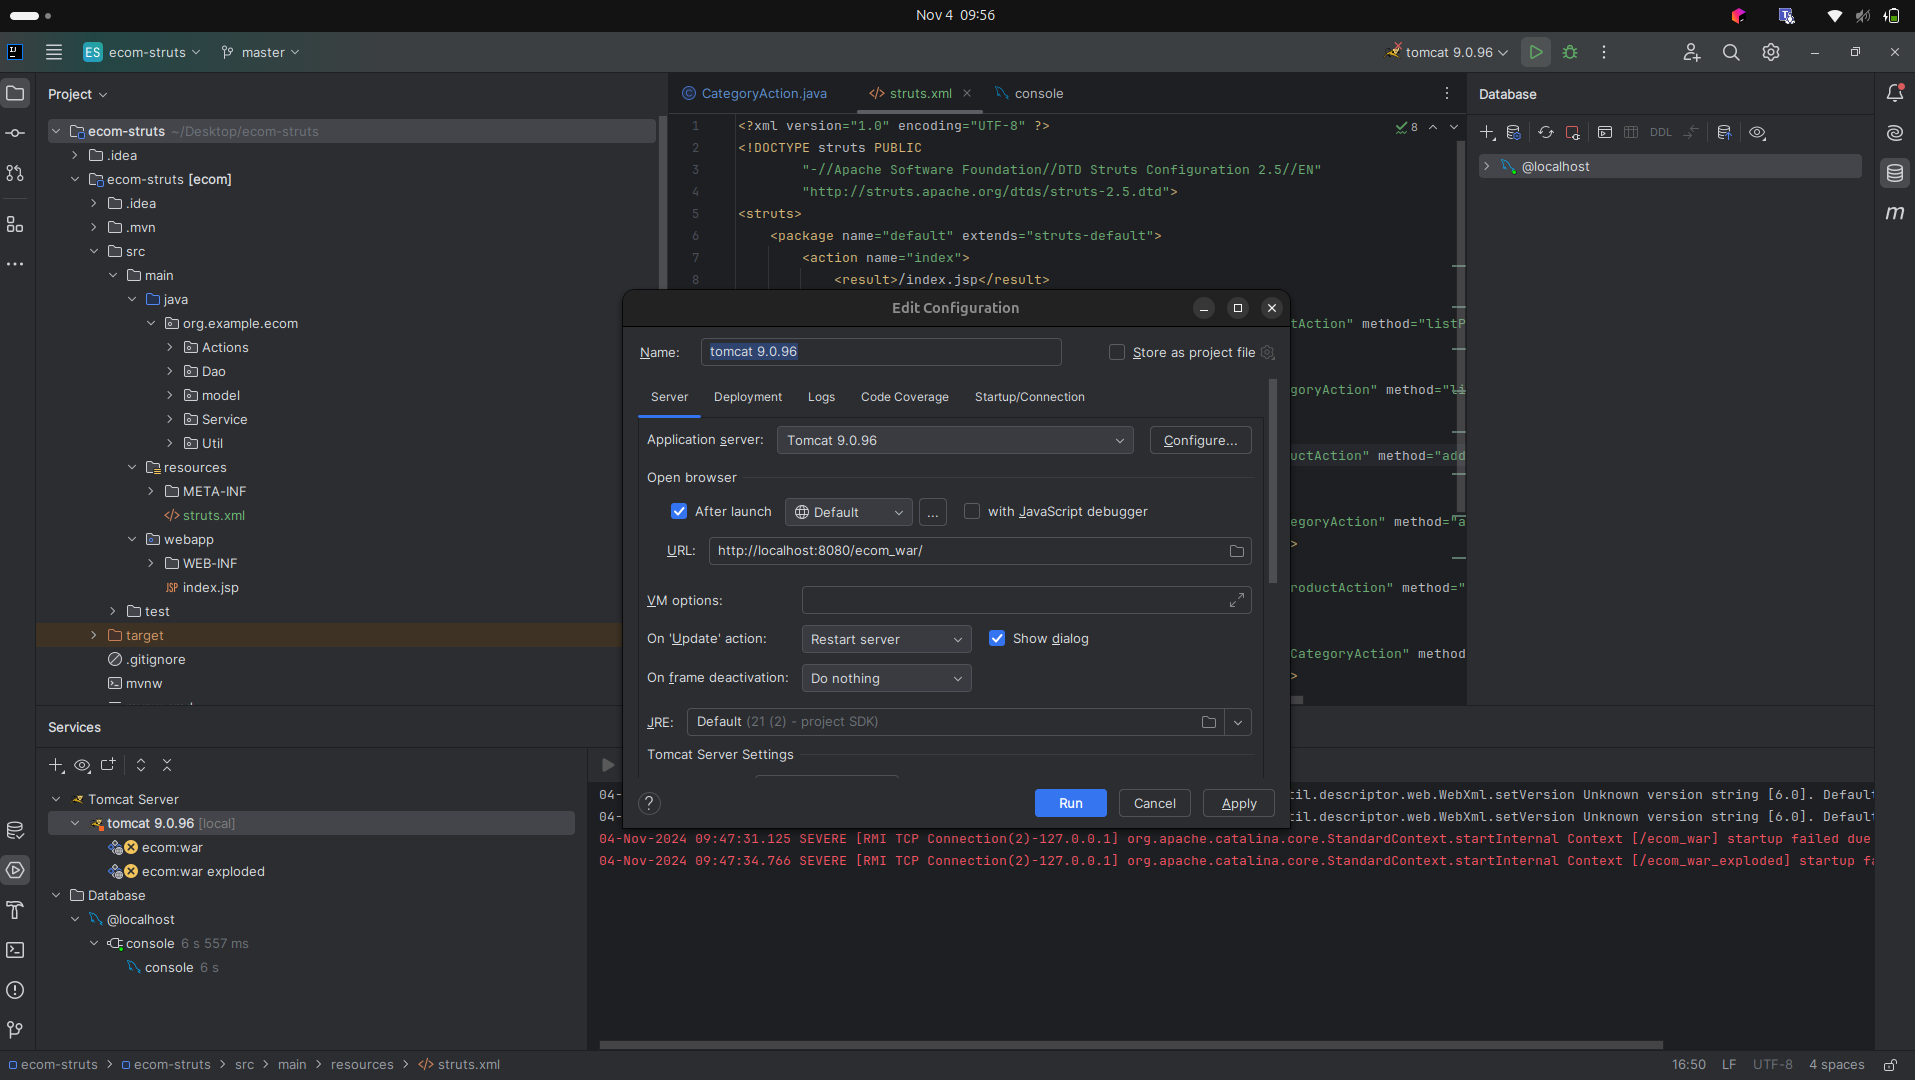 Nov 4 09:56
ES ecom-struts master
tomcat 9.0.96
Project
ecom-struts ~/Desktop/ecom-struts
.idea
ecom-struts [ecom]
.idea
.mvn
src
main
java
org.example.ecom
Actions
Dao
model
Service
Util
resources
META-INF
</> struts.xml
webapp
WEB-INF
JSP index.jsp
test
target
.gitignore
mvnw
CategoryAction.java
</> struts.xml
console
8
1 <?xml version="1.0" encoding="UTF-8" ?>
2 <!DOCTYPE struts PUBLIC
3 "-//Apache Software Foundation//DTD Struts Configuration 2.5//EN"
4 "http://struts.apache.org/dtds/struts-2.5.dtd">
5 <struts>
6 <package name="default" extends="struts-default">
7 <action name="index">
8 <result>/index.jsp</result>
tAction" method="listP
goryAction" method="li
uctAction" method="add
egoryAction" method="a
>
roductAction" method="
CategoryAction" method
>
Database
DDL
@localhost
m
Edit Configuration
Name: tomcat 9.0.96
Store as project file
Server Deployment Logs Code Coverage Startup/Connection
Application server: Tomcat 9.0.96 Configure...
Open browser
After launch Default ... with JavaScript debugger
URL: http://localhost:8080/ecom_war/
VM options:
On 'Update' action: Restart server Show dialog
On frame deactivation: Do nothing
JRE: Default (21 (2) - project SDK)
Tomcat Server Settings
? Run Cancel Apply
Services
Tomcat Server
tomcat 9.0.96 [local]
ecom:war
ecom:war exploded
Database
@localhost
console 6 s 557 ms
console 6 s
04- til.descriptor.web.WebXml.setVersion Unknown version string [6.0]. Default
04- til.descriptor.web.WebXml.setVersion Unknown version string [6.0]. Default
04-Nov-2024 09:47:31.125 SEVERE [RMI TCP Connection(2)-127.0.0.1] org.apache.catalina.core.StandardContext.startInternal Context [/ecom_war] startup failed due
04-Nov-2024 09:47:34.766 SEVERE [RMI TCP Connection(2)-127.0.0.1] org.apache.catalina.core.StandardContext.startInternal Context [/ecom_war_exploded] startup fa
ecom-struts > ecom-struts > src > main > resources > </> struts.xml
16:50 LF UTF-8 4 spaces